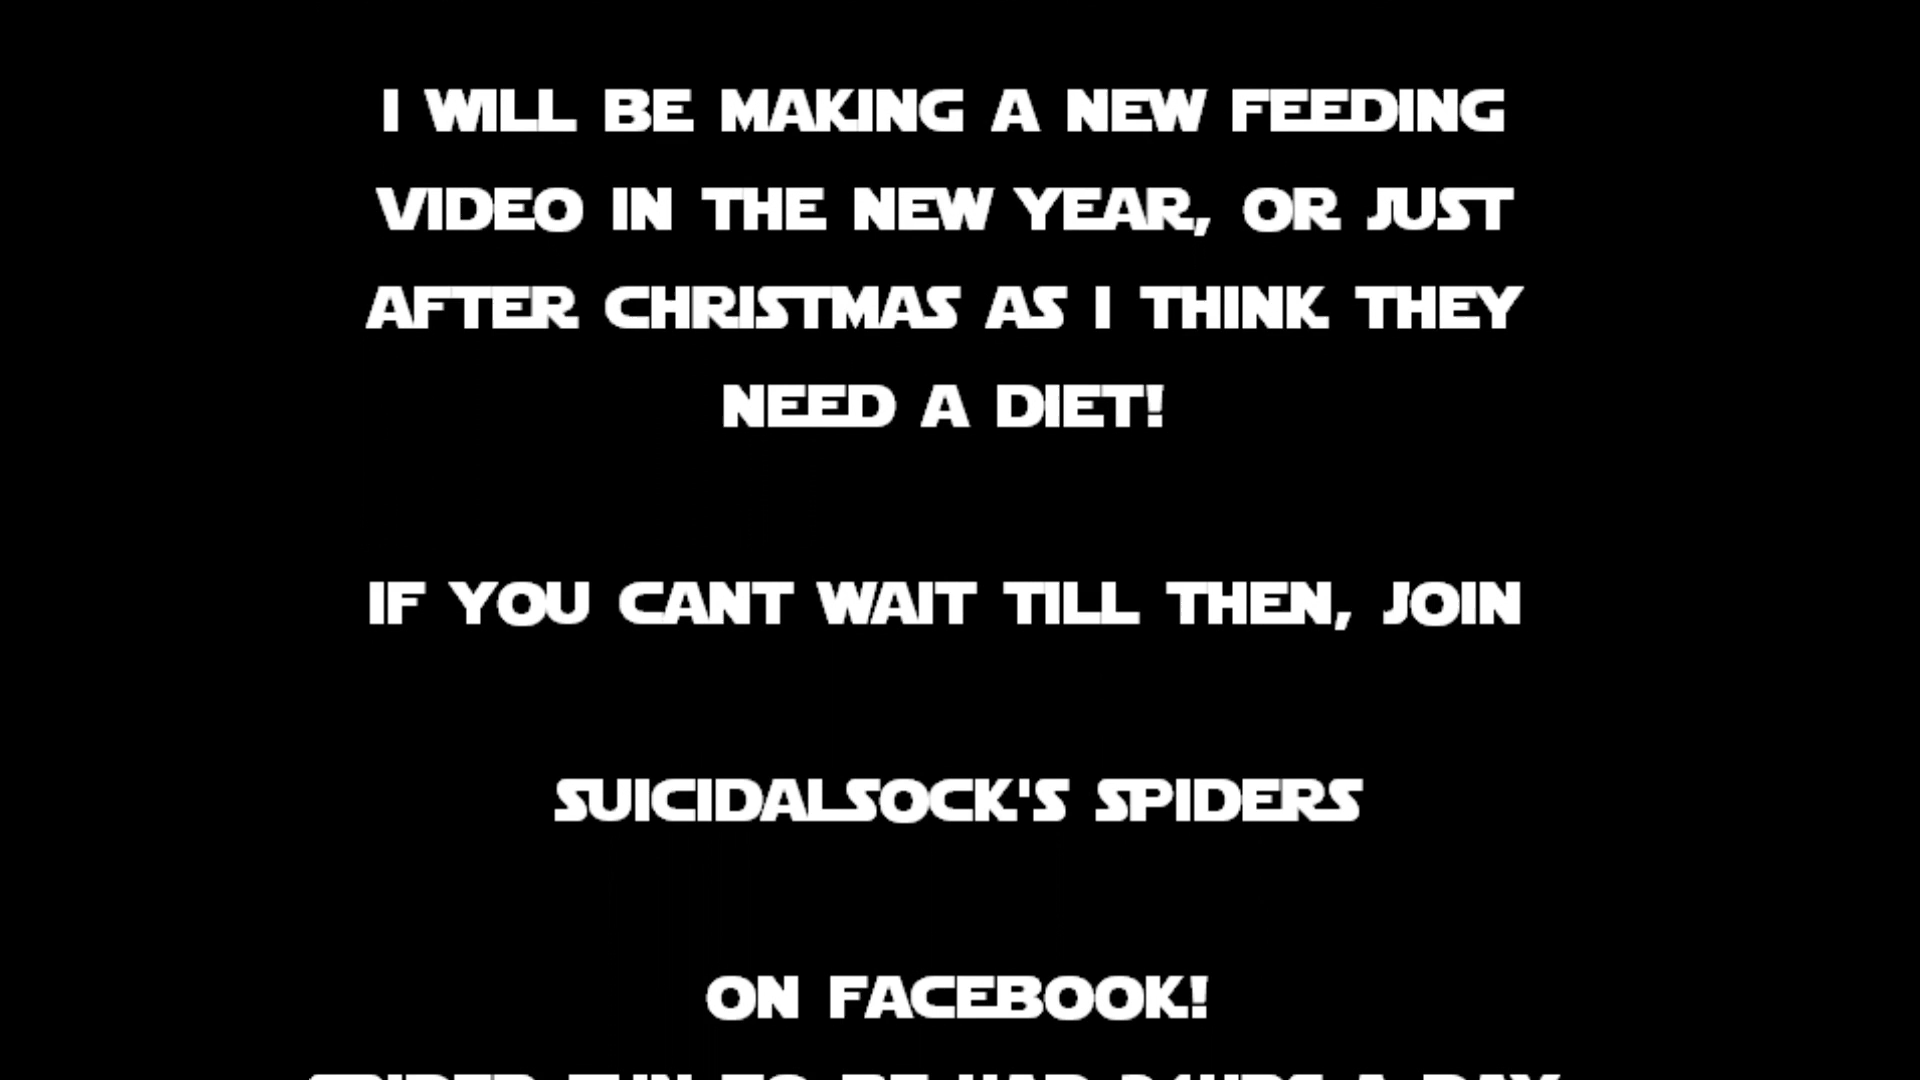 I WILL BE MAKING A NEW FEEDING
VIDEO IN THE NEW YEAR, OR JUST
AFTER CHRISTMAS AS I THINK THEY
NEED A DIET!
IF YOU CANT WAIT TILL THEN, JOIN
SUICIDALSOCK'S SPIDERS
ON FACEBOOK!